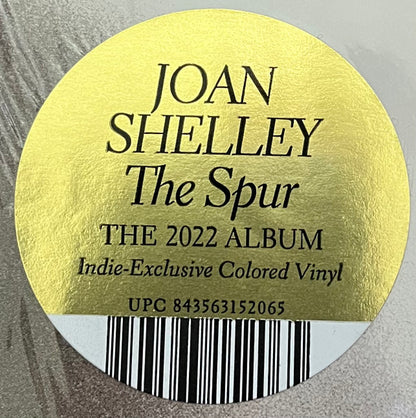 JOAN
SHELLEY
The Spur
THE 2022 ALBUM
Indie-Exclusive Colored Vinyl
UPC 843563152065